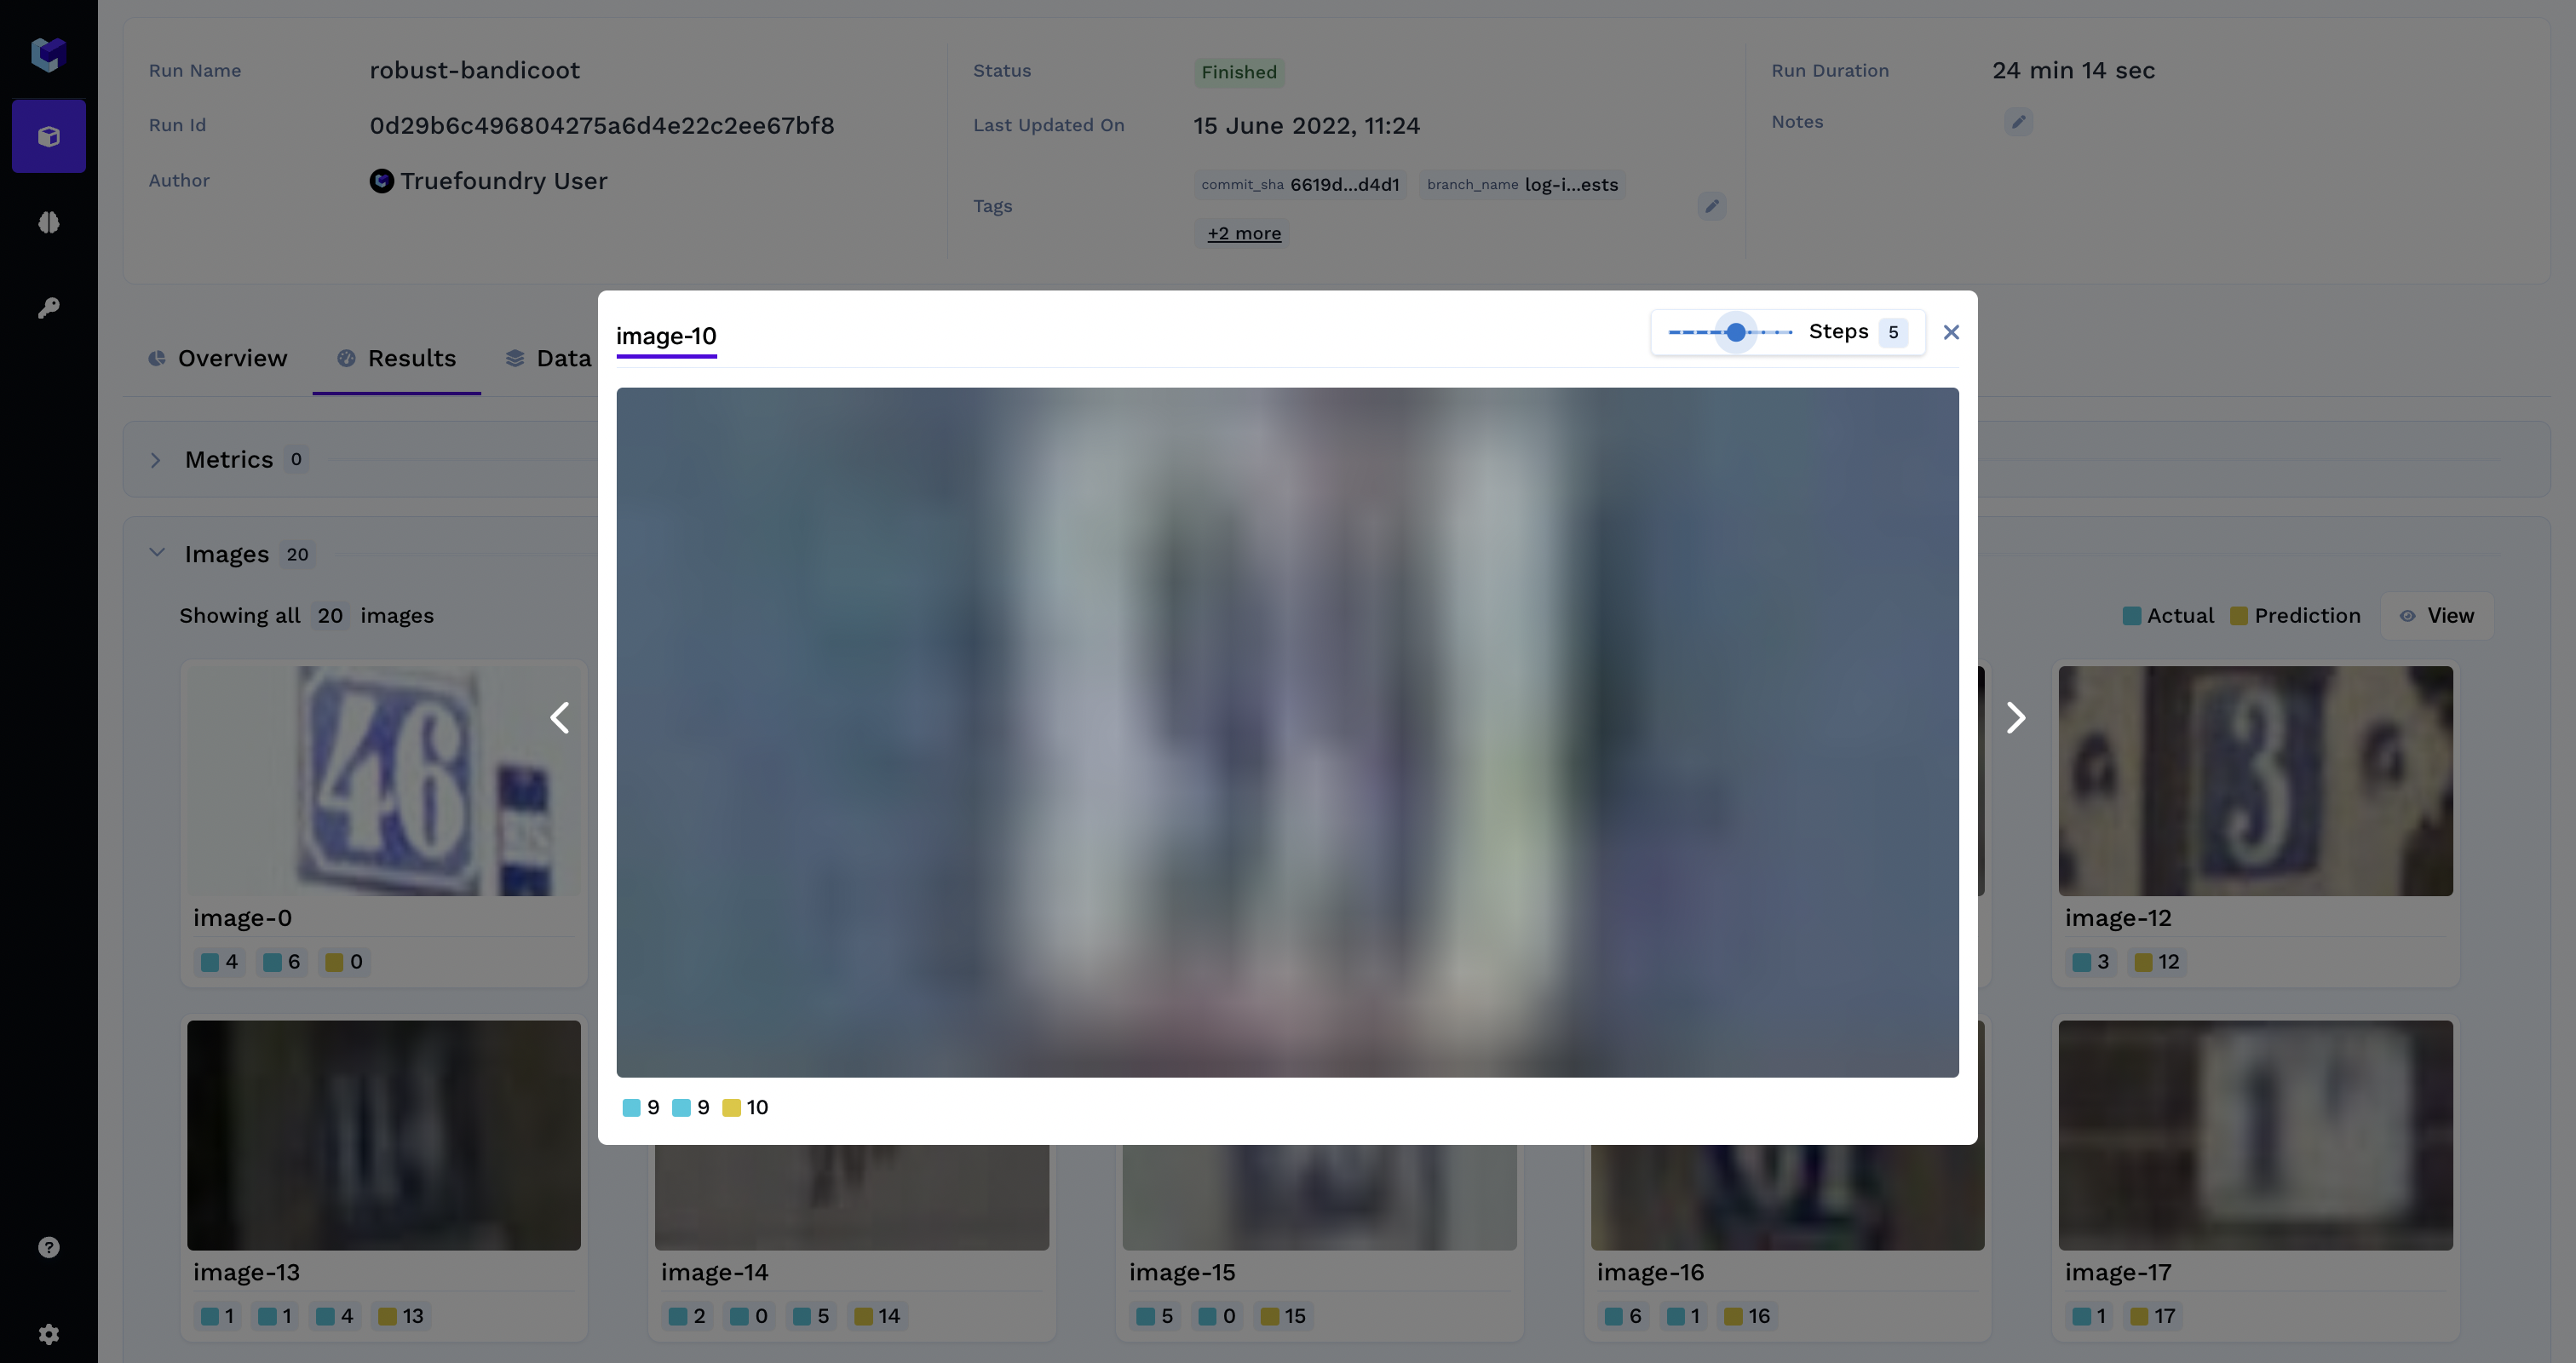 Run Name robust-bandicoot Status Finished Run Duration 24 min 14 sec
Run Id 0d29b6c496804275a6d4e22c2ee67bf8 Last Updated On 15 June 2022, 11:24 Notes
Author Truefoundry User Tags commit_sha 6619d...d4d1 branch_name log-i...ests
+2 more
image-10 Steps 5
Overview Results Data
Metrics 0
Images 20
Showing all 20 images Actual Prediction View
46
3
image-0 image-12
4 6 0 3 12
9 9 10
1
image-13 image-14 image-15 image-16 image-17
1 1 4 13 2 0 5 14 5 0 15 6 1 16 1 17